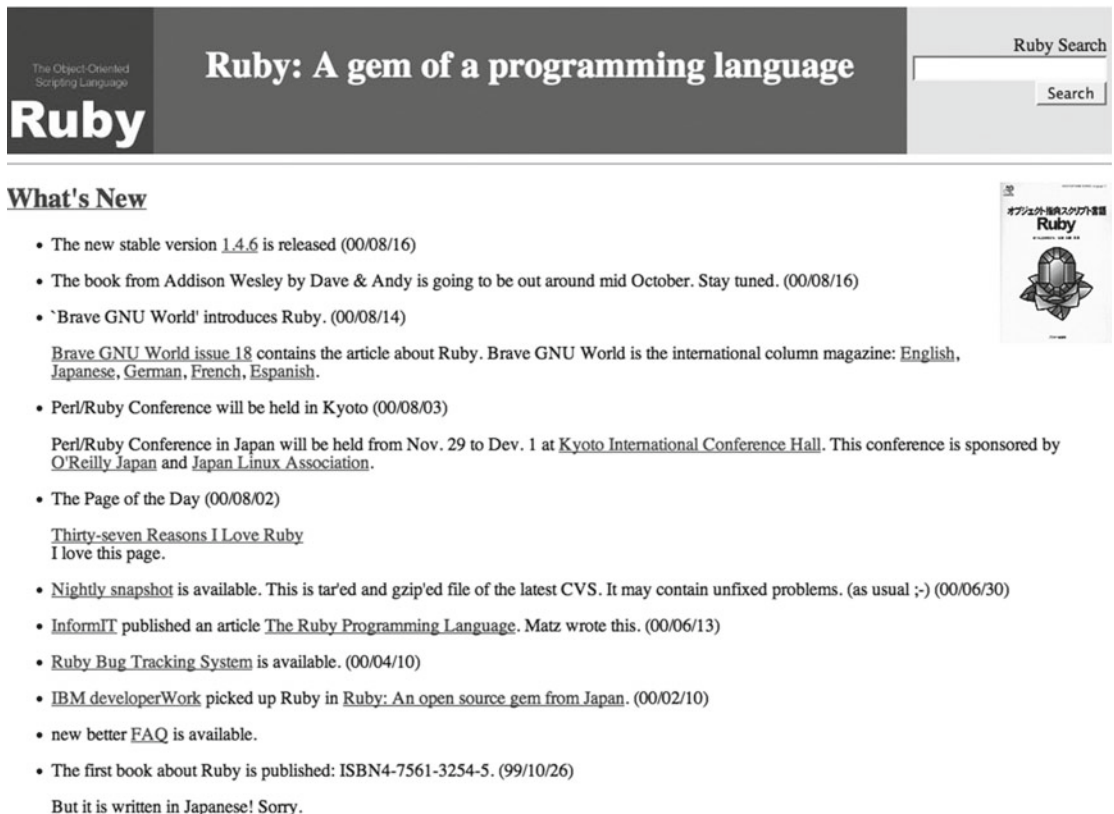 The Object-Oriented
Scripting Language
Ruby
Ruby: A gem of a programming language
Ruby Search
Search
What's New
オブジェクト指向スクリプト言語
Ruby
• The new stable version 1.4.6 is released (00/08/16)
• The book from Addison Wesley by Dave & Andy is going to be out around mid October. Stay tuned. (00/08/16)
• `Brave GNU World' introduces Ruby. (00/08/14)
Brave GNU World issue 18 contains the article about Ruby. Brave GNU World is the international column magazine: English,
Japanese, German, French, Espanish.
• Perl/Ruby Conference will be held in Kyoto (00/08/03)
Perl/Ruby Conference in Japan will be held from Nov. 29 to Dev. 1 at Kyoto International Conference Hall. This conference is sponsored by
O'Reilly Japan and Japan Linux Association.
• The Page of the Day (00/08/02)
Thirty-seven Reasons I Love Ruby
I love this page.
• Nightly snapshot is available. This is tar'ed and gzip'ed file of the latest CVS. It may contain unfixed problems. (as usual ;-) (00/06/30)
• InformIT published an article The Ruby Programming Language. Matz wrote this. (00/06/13)
• Ruby Bug Tracking System is available. (00/04/10)
• IBM developerWork picked up Ruby in Ruby: An open source gem from Japan. (00/02/10)
• new better FAQ is available.
• The first book about Ruby is published: ISBN4-7561-3254-5. (99/10/26)
But it is written in Japanese! Sorry.